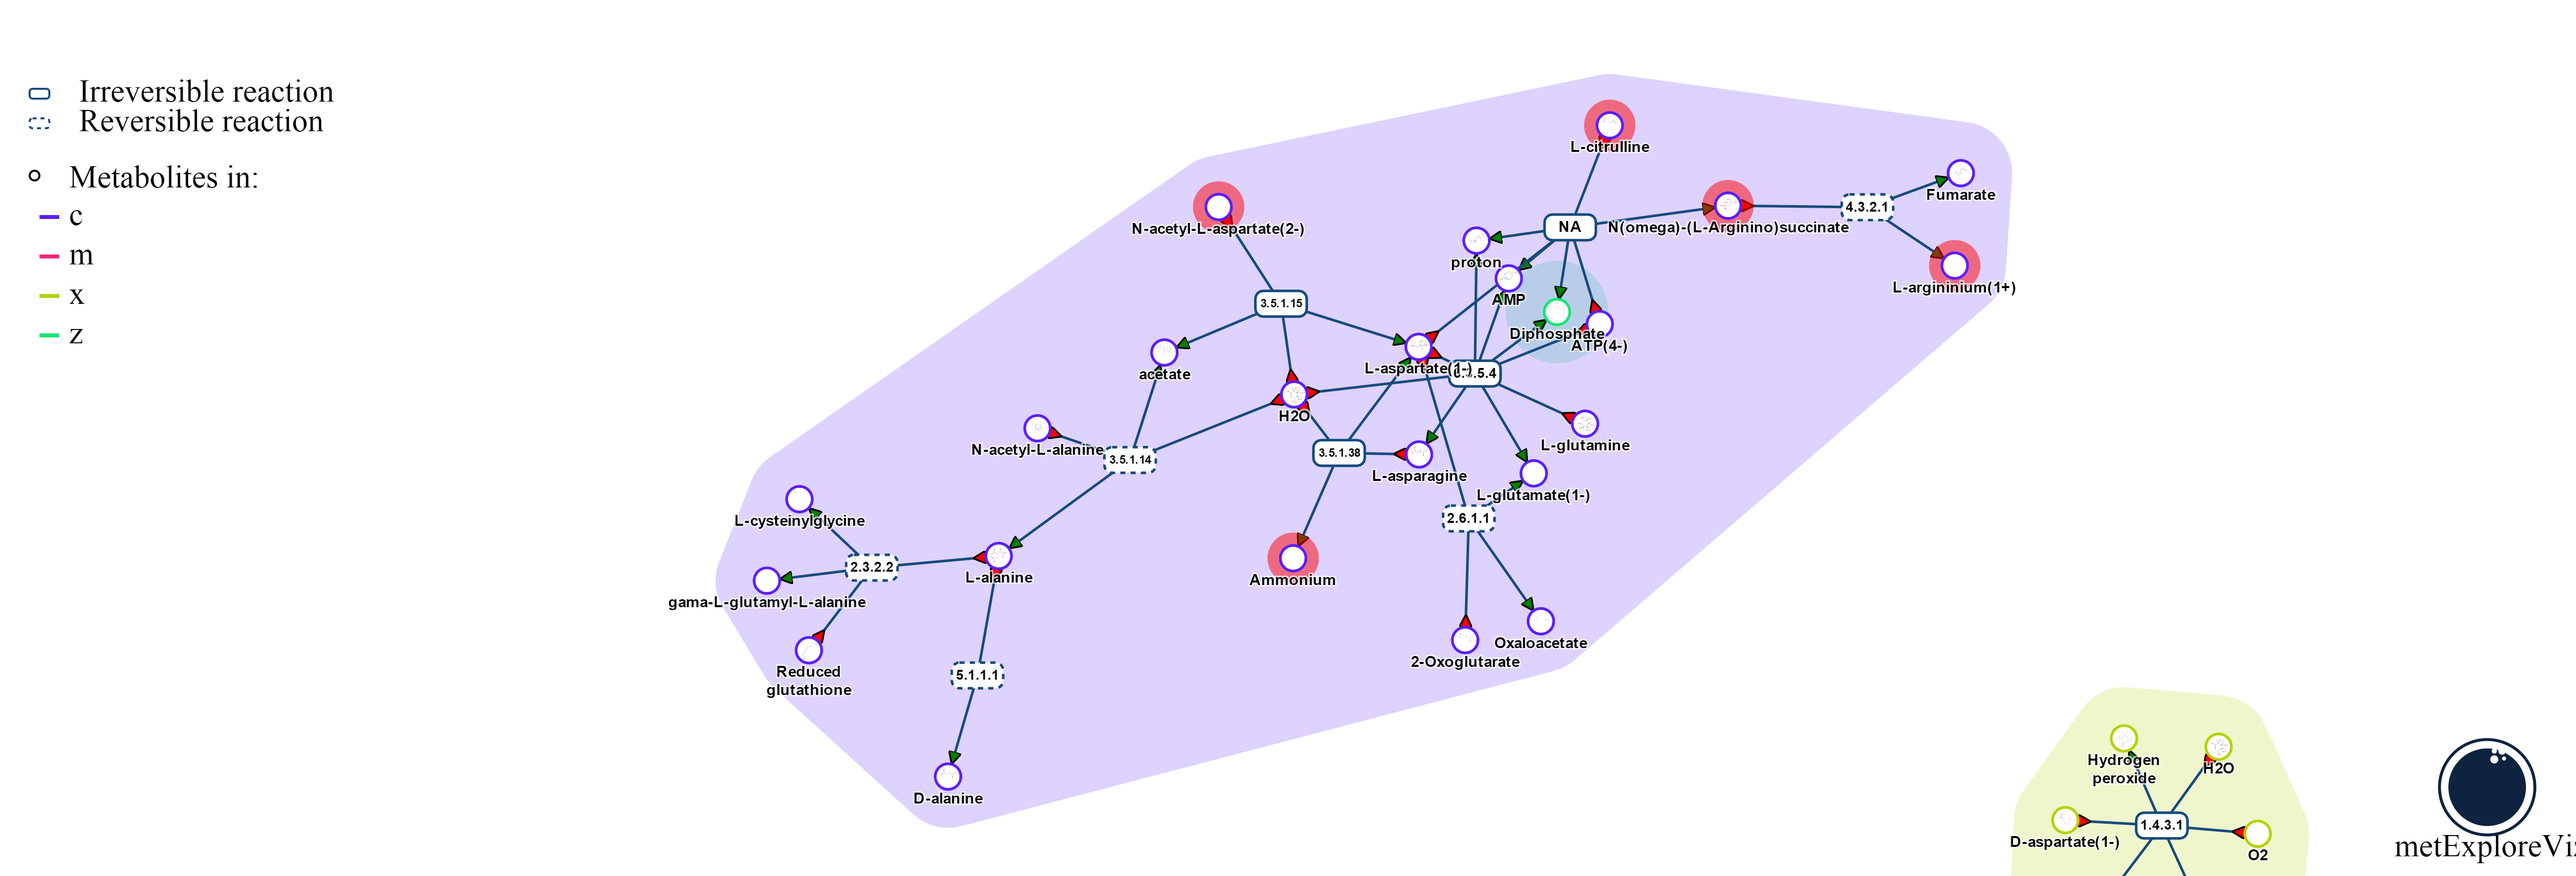 Irreversible reaction
Reversible reaction
Metabolites in:
c
m
x
z
L-citrulline
Fumarate
N-acetyl-L-aspartate(2-)
4.3.2.1
NA
N(omega)-(L-Arginino)succinate
proton
L-argininium(1+)
AMP
3.5.1.15
Diphosphate
ATP(4-)
acetate
L-aspartate(1-)
5.4
H2O
L-glutamine
N-acetyl-L-alanine
3.5.1.14
3.5.1.38
L-asparagine
L-glutamate(1-)
L-cysteinylglycine
2.6.1.1
2.3.2.2
L-alanine
Ammonium
gama-L-glutamyl-L-alanine
Oxaloacetate
2-Oxoglutarate
Reduced
glutathione
5.1.1.1
D-alanine
Hydrogen
peroxide
H2O
1.4.3.1
D-aspartate(1-)
O2
metExploreViz